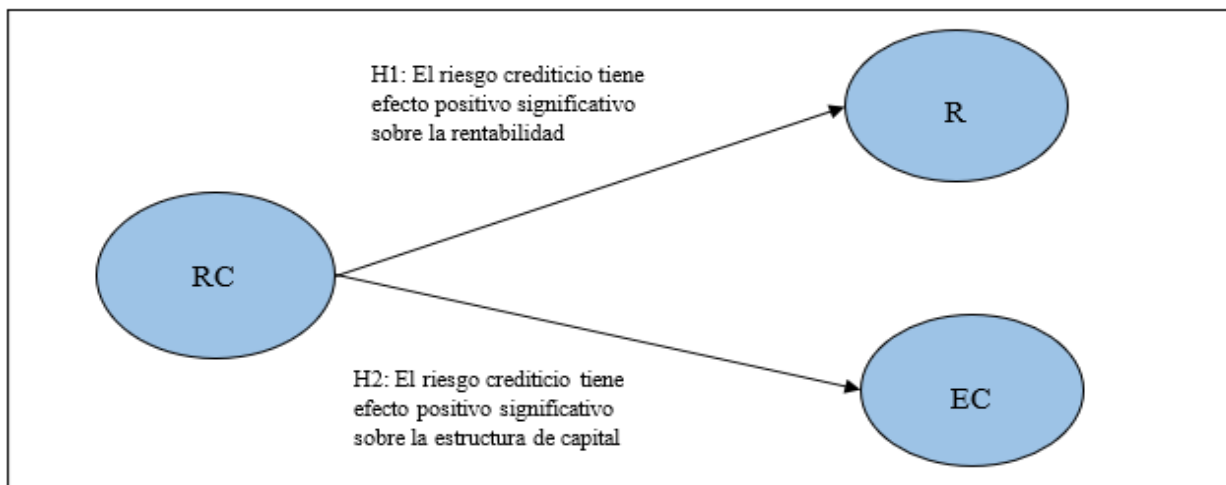 H1: El riesgo crediticio tiene
efecto positivo significativo
sobre la rentabilidad
R
RC
H2: El riesgo crediticio tiene
efecto positivo significativo
sobre la estructura de capital
EC